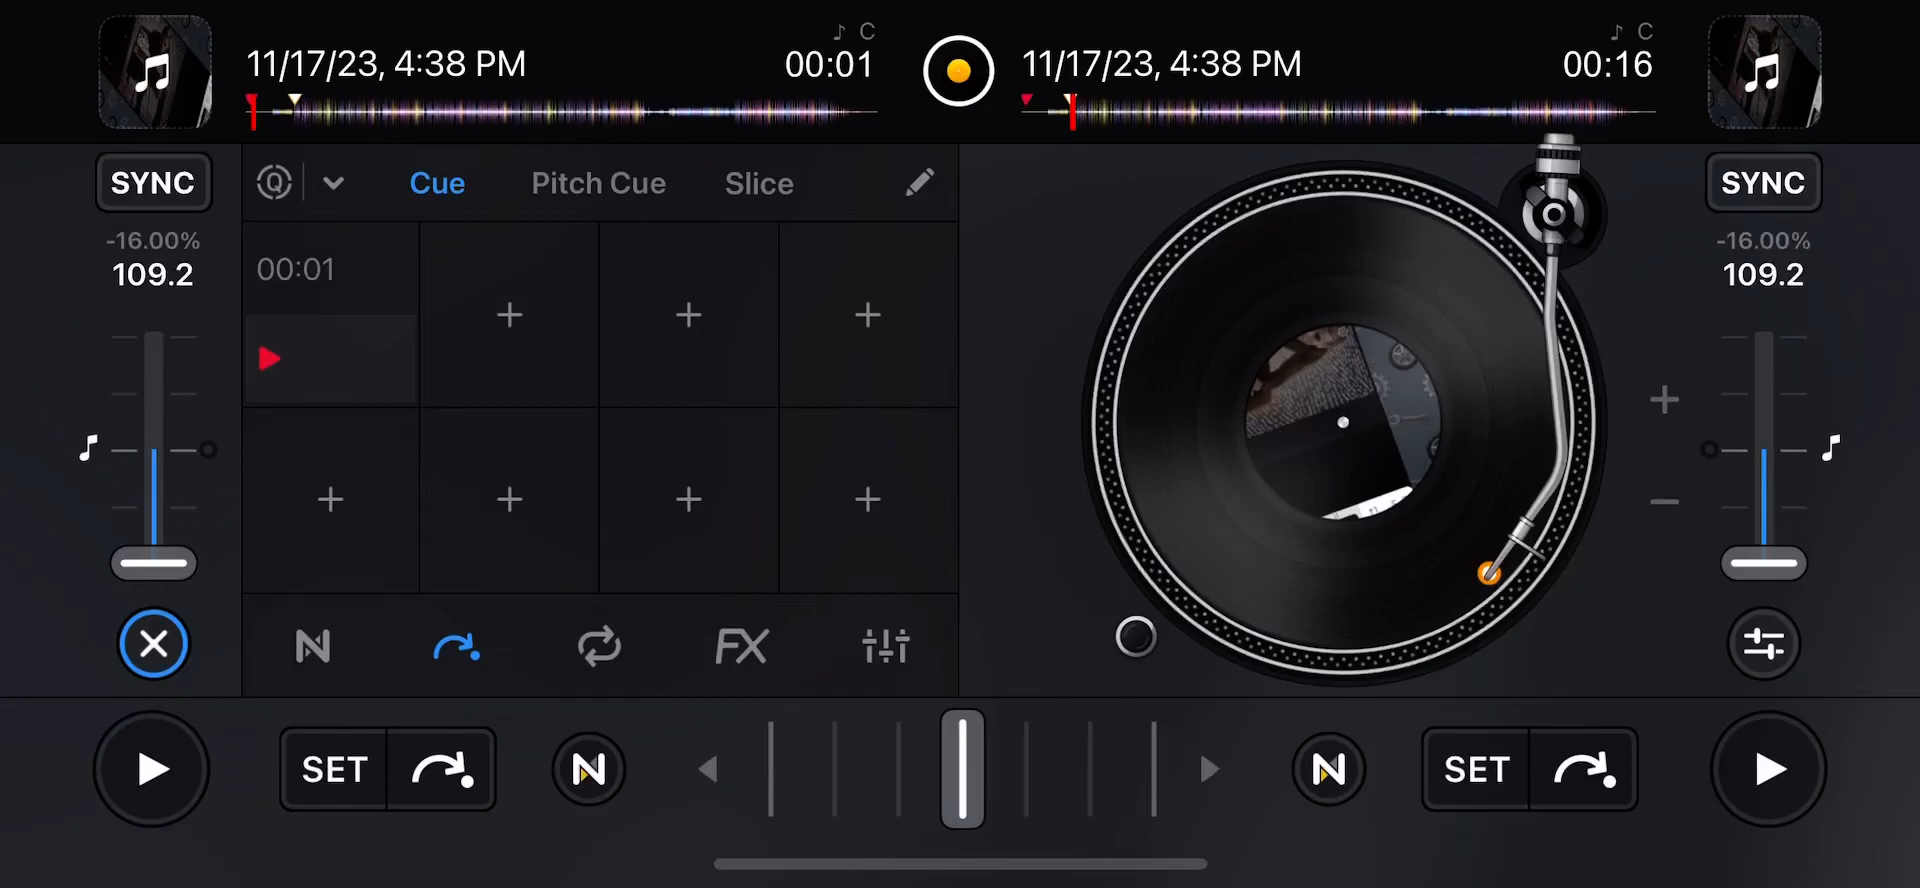 11/17/23, 4:38 PM
C
00:01
11/17/23, 4:38 PM
C
00:16
SYNC
-16.00%
109.2
Q
Cue
Pitch Cue
Slice
00:01
FX
SYNC
-16.00%
109.2
SET
N
N
SET